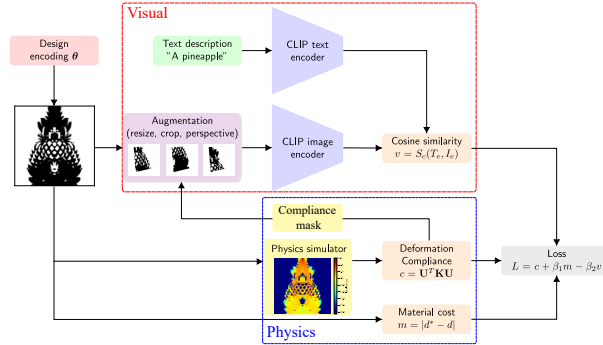 Visual
Design
encoding θ
Text description
"A pineapple"
CLIP text
encoder
Augmentation
(resize, crop, perspective)
CLIP image
encoder
Cosine similarity
v = S_c(T_e, I_e)
Compliance
mask
Physics simulator
Deformation
Compliance
c = U^T KU
Loss
L = c + β_1m − β_2v
Material cost
m = |d* − d|
Physics